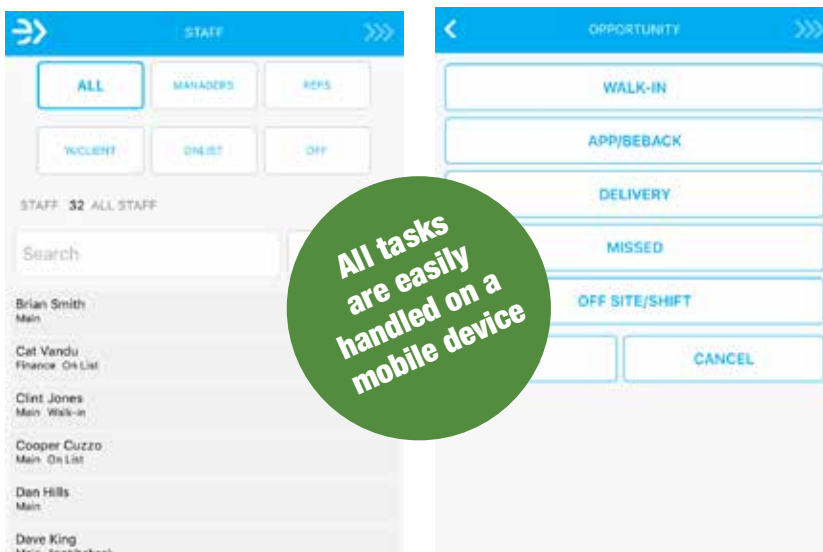 STAFF
ALL
MANAGERS
REPS
W/CLIENT
ONLIST
OFF
STAFF 32 ALL STAFF
Search
Brian Smith
Main
Cat Vandu
Finance On List
Clint Jones
Main Walk-in
Cooper Cuzzo
Main On List
Dan Hills
Main
Dave King
All tasks
are easily
handled on a
mobile device
OPPORTUNITY
WALK-IN
APP/BEBACK
DELIVERY
MISSED
OFF SITE/SHIFT
CANCEL